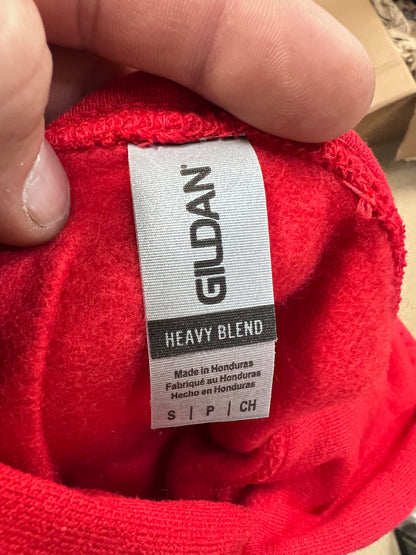 GILDAN®
HEAVY BLEND
Made in Honduras
Fabriqué au Honduras
Hecho en Honduras
S | P | CH